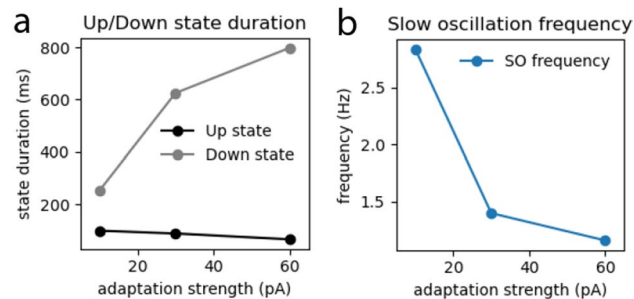 a
Up/Down state duration
800
600
400
200
state duration (ms)
Up state
Down state
20 40 60
adaptation strength (pA)
b
Slow oscillation frequency
SO frequency
2.5
2.0
1.5
frequency (Hz)
20 40 60
adaptation strength (pA)